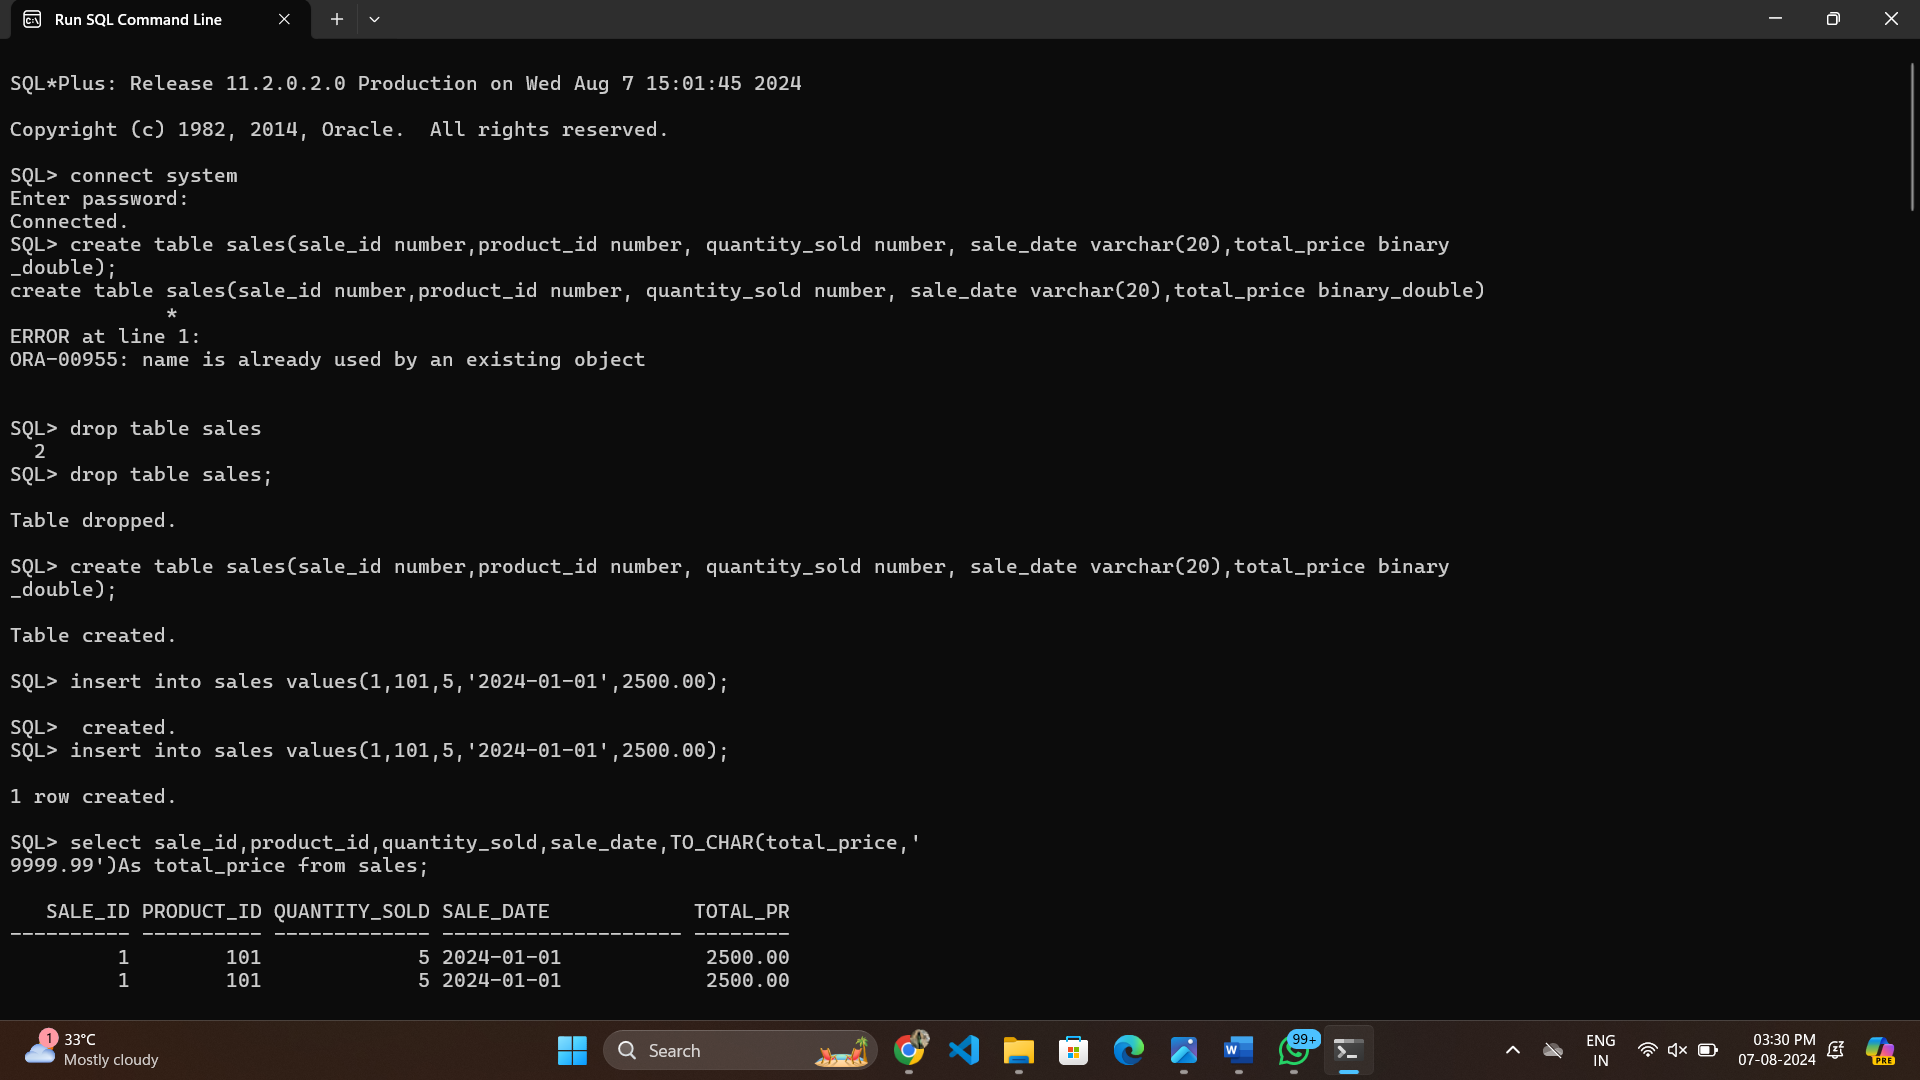 Run SQL Command Line
SQL*Plus: Release 11.2.0.2.0 Production on Wed Aug 7 15:01:45 2024
Copyright (c) 1982, 2014, Oracle.  All rights reserved.
SQL> connect system
Enter password:
Connected.
SQL> create table sales(sale_id number,product_id number, quantity_sold number, sale_date varchar(20),total_price binary
_double);
create table sales(sale_id number,product_id number, quantity_sold number, sale_date varchar(20),total_price binary_double)
             *
ERROR at line 1:
ORA-00955: name is already used by an existing object
SQL> drop table sales
  2
SQL> drop table sales;
Table dropped.
SQL> create table sales(sale_id number,product_id number, quantity_sold number, sale_date varchar(20),total_price binary
_double);
Table created.
SQL> insert into sales values(1,101,5,'2024-01-01',2500.00);
SQL>  created.
SQL> insert into sales values(1,101,5,'2024-01-01',2500.00);
1 row created.
SQL> select sale_id,product_id,quantity_sold,sale_date,TO_CHAR(total_price,'
9999.99')As total_price from sales;
   SALE_ID PRODUCT_ID QUANTITY_SOLD SALE_DATE            TOTAL_PR
---------- ---------- ------------- -------------------- --------
         1        101             5 2024-01-01            2500.00
         1        101             5 2024-01-01            2500.00
1
33°C
Mostly cloudy
Search
W
99+
ENG
IN
03:30 PM
07-08-2024
PRE